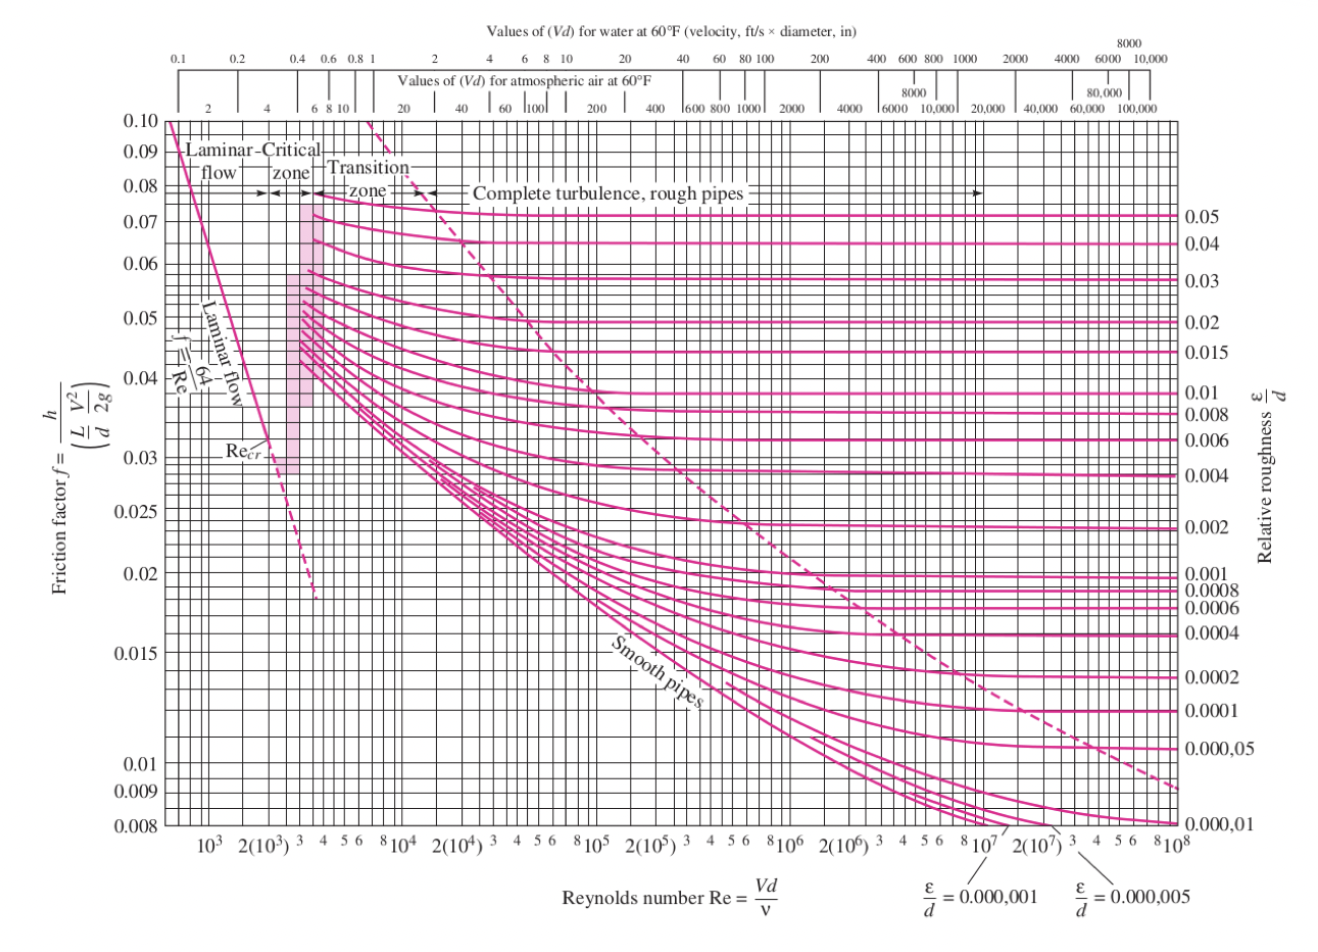 Values of (Vd) for water at 60°F (velocity, ft/s × diameter, in)
0.1 0.2 0.4 0.6 0.8 1 2 4 6 8 10 20 40 60 80 100 200 400 600 800 1000 2000 4000 6000 8000 10,000
Values of (Vd) for atmospheric air at 60°F
2 4 6 8 10 20 40 60 100 200 400 600 800 1000 2000 4000 6000 8000 10,000 20,000 40,000 60,000 80,000 100,000
0.10
0.09
0.08
0.07
0.06
0.05
0.04
0.03
0.025
0.02
0.015
0.01
0.009
0.008
Friction factor f = h / (L/d V²/2g)
Laminar flow
Critical zone
Transition zone
Complete turbulence, rough pipes
Laminar flow
f = 64/Re
Re_cr
Smooth pipes
0.05
0.04
0.03
0.02
0.015
0.01
0.008
0.006
0.004
0.002
0.001
0.0008
0.0006
0.0004
0.0002
0.0001
0.000,05
0.000,01
Relative roughness ε/d
10³ 2(10³) 3 4 5 6 8 10⁴ 2(10⁴) 3 4 5 6 8 10⁵ 2(10⁵) 3 4 5 6 8 10⁶ 2(10⁶) 3 4 5 6 8 10⁷ 2(10⁷) 3 4 5 6 8 10⁸
Reynolds number Re = Vd/ν
ε/d = 0.000,001
ε/d = 0.000,005